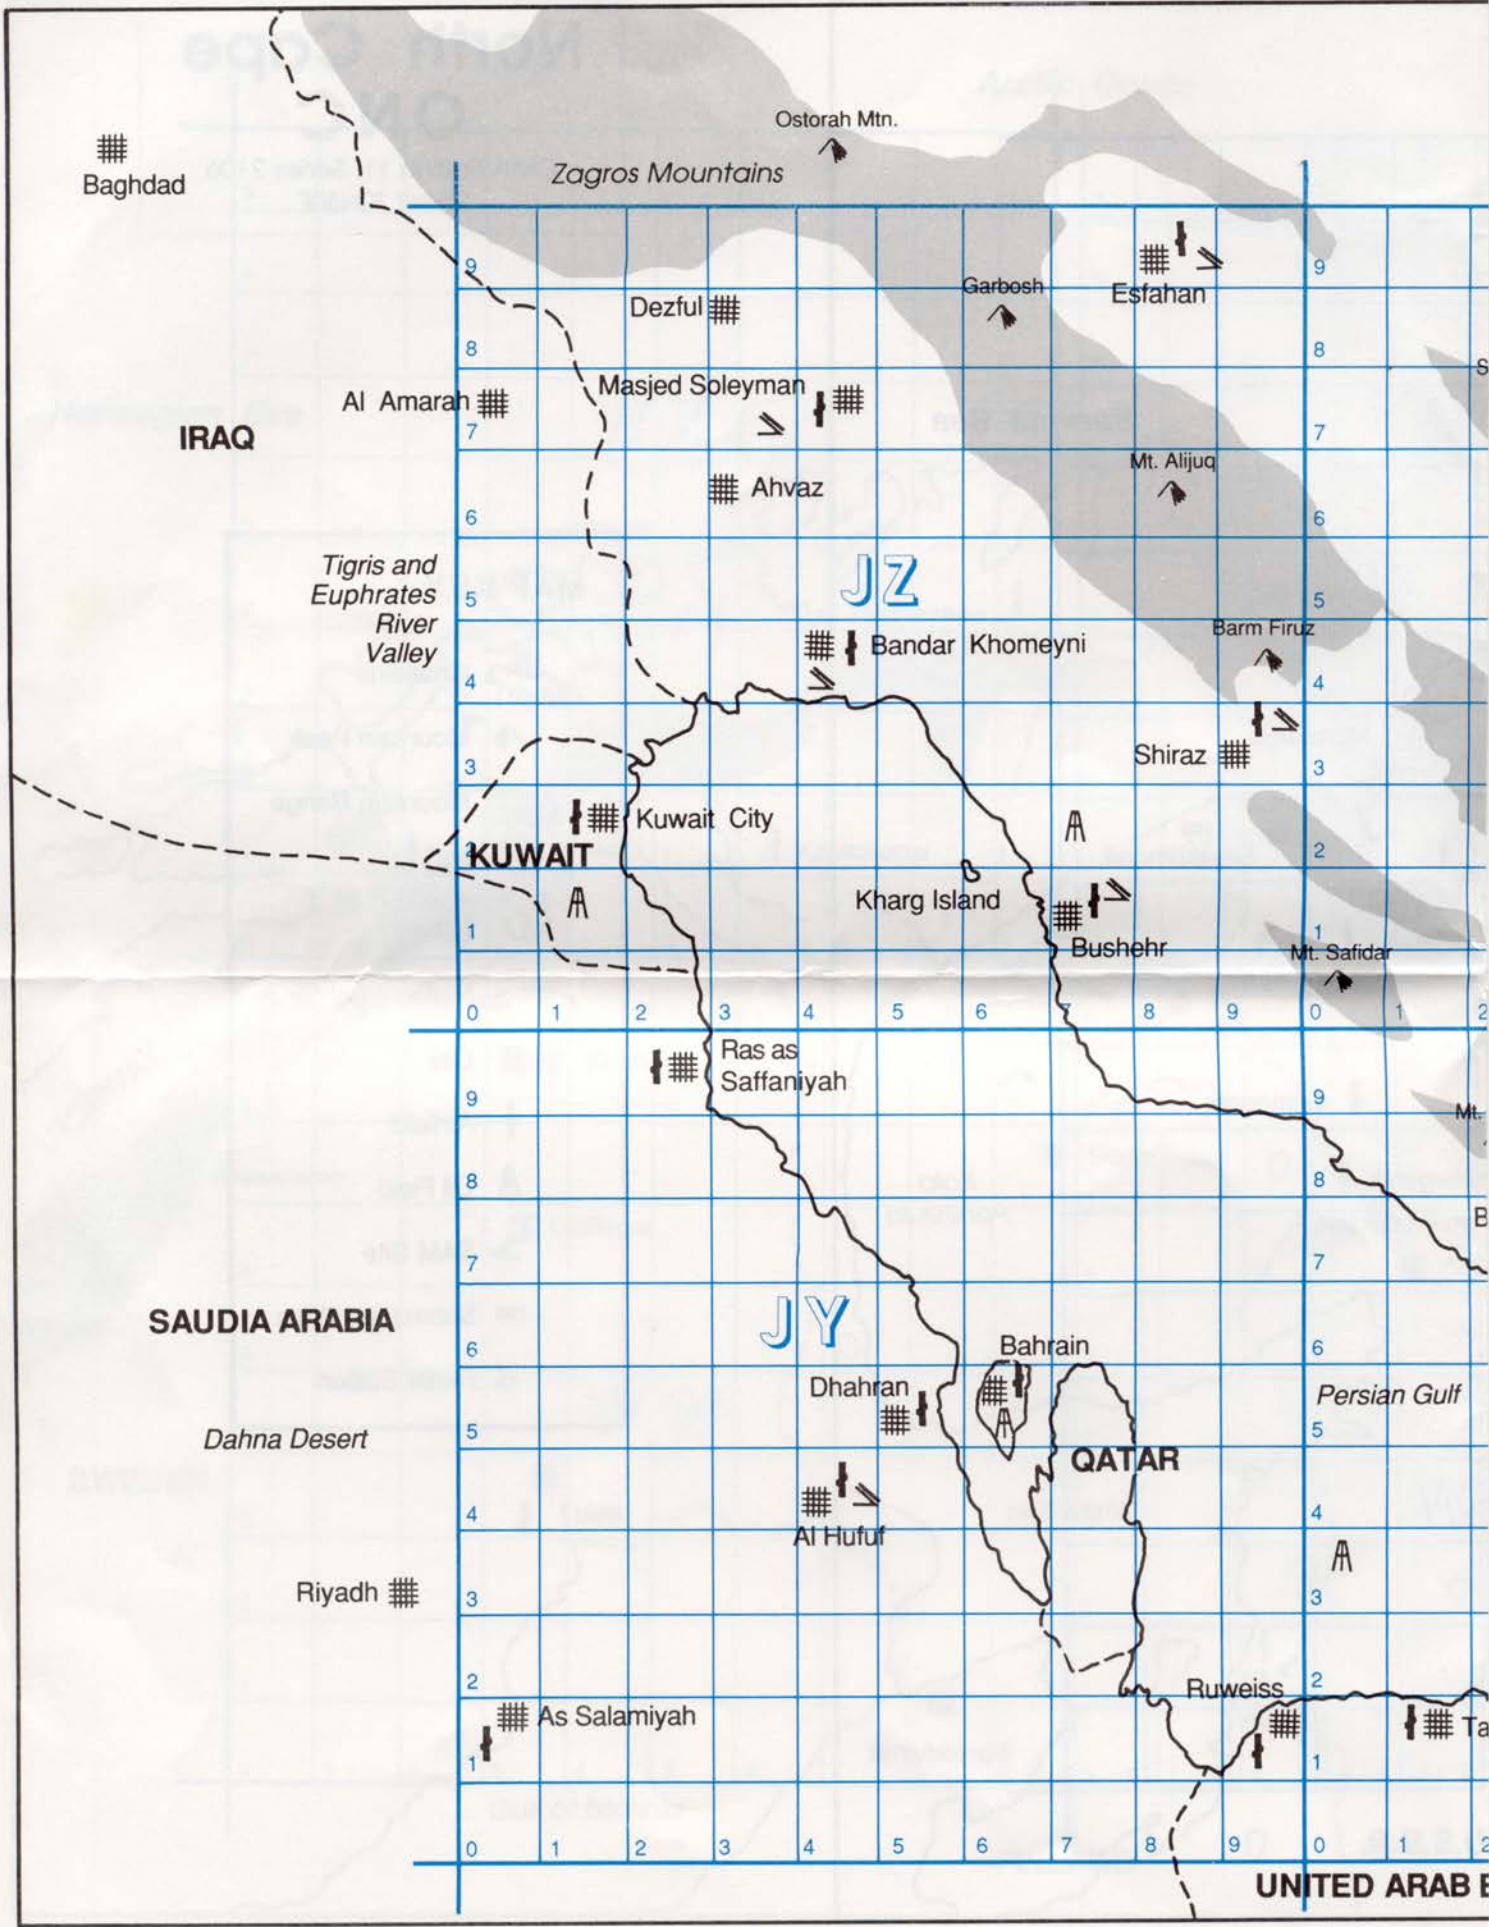 Ostorah Mtn.
Zagros Mountains
Baghdad
9
9
Garbosh
Esfahan
Dezful
8
8
S
Masjed Soleyman
Al Amarah
IRAQ
7
7
Mt. Alijuq
Ahvaz
6
6
Tigris and
Euphrates
River
Valley
JZ
5
5
Barm Firuz
Bandar Khomeyni
4
4
Shiraz
3
3
Kuwait City
KUWAIT
2
2
Kharg Island
1
1
Bushehr
Mt. Safidar
0 1 2 3 4 5 6 7 8 9 0 1 2
Ras as
Saffaniyah
9
9
Mt.
8
8
B
7
7
SAUDIA ARABIA
JY
Bahrain
6
6
Dhahran
Persian Gulf
Dahna Desert
5
5
QATAR
4
4
Al Hufuf
Riyadh
3
3
2
2
Ruweiss
As Salamiyah
Ta
1
1
0 1 2 3 4 5 6 7 8 9 0 1 2
UNITED ARAB E